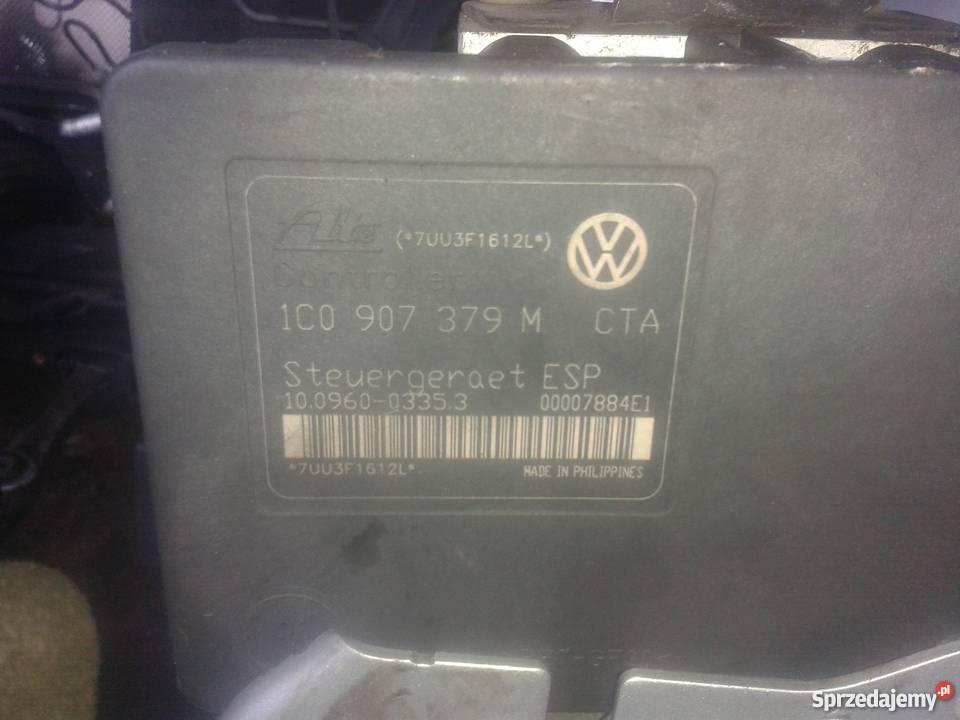 Ate (*7UU3F1612L*)
Controller
1C0 907 379 M CTA
Steuergeraet ESP
10.0960-0335.3 00007884E1
*7UU3F1612L*
MADE IN PHILIPPINES
Sprzedajemy.pl